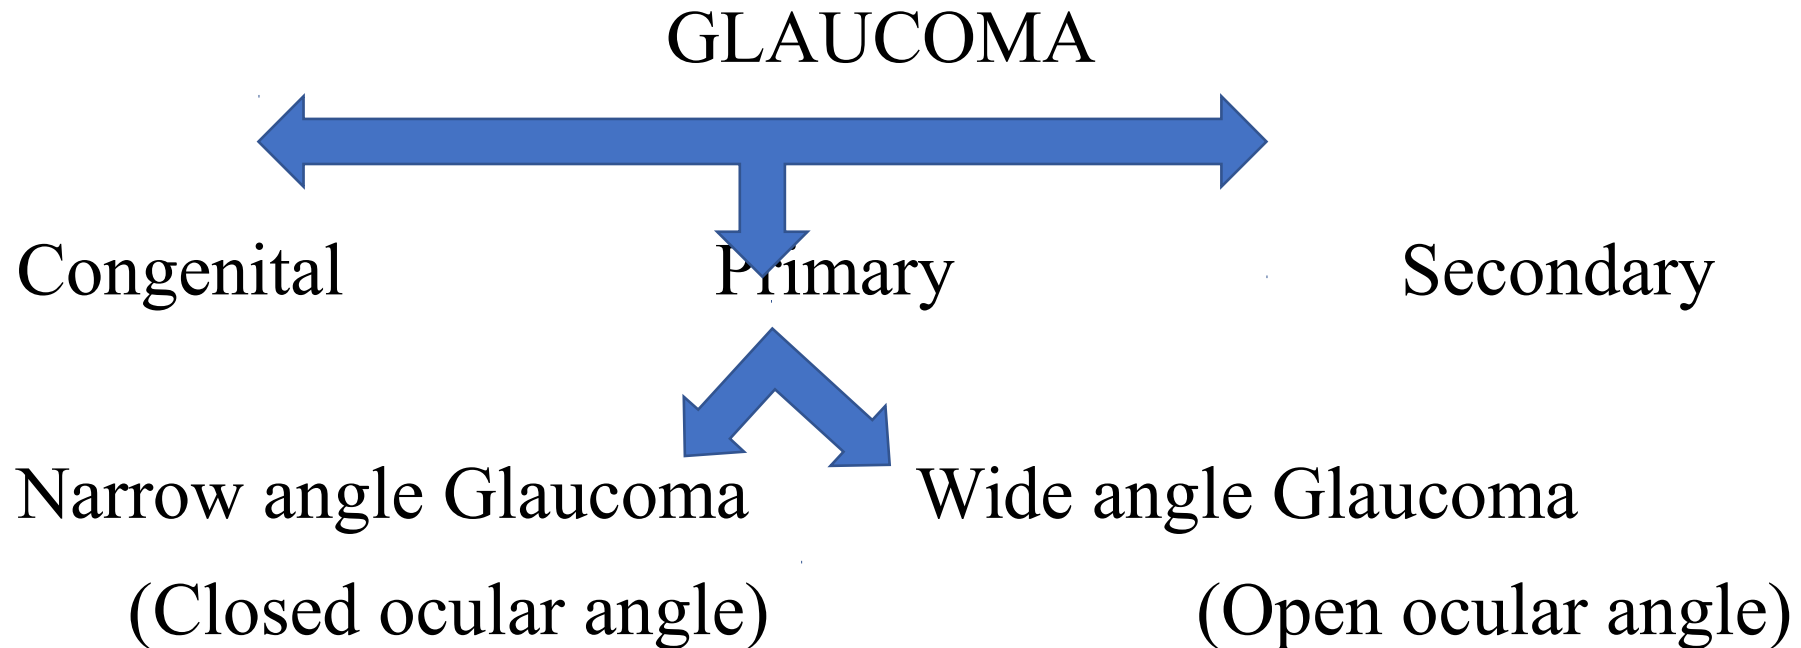 GLAUCOMA
Congenital Primary Secondary
Narrow angle Glaucoma Wide angle Glaucoma
(Closed ocular angle) (Open ocular angle)